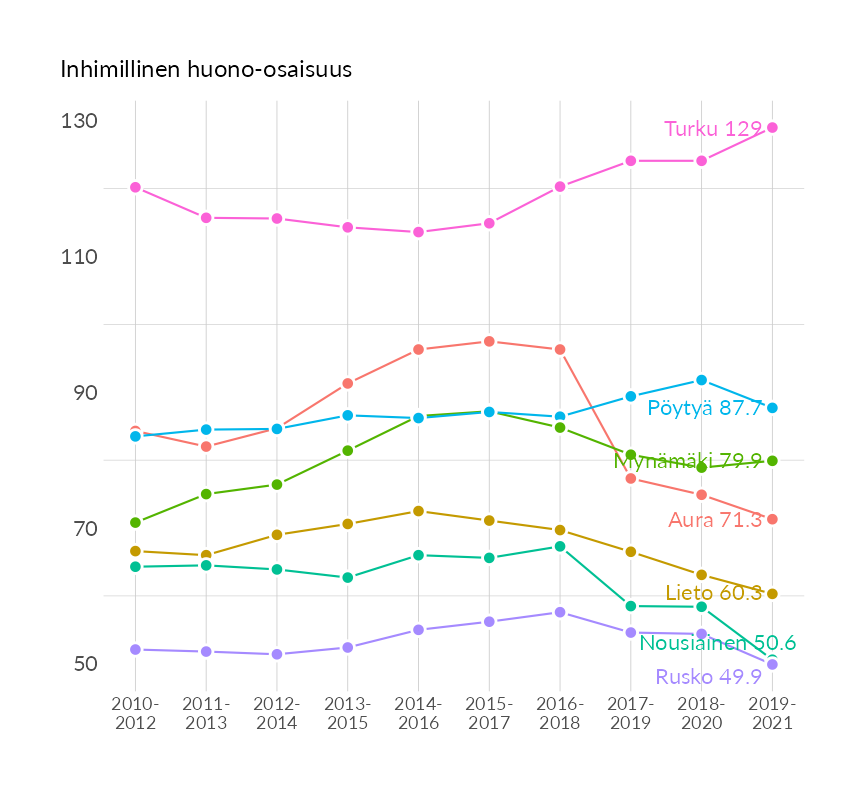 Inhimillinen huono-osaisuus
130
110
90
70
50
Turku 129
Pöytyä 87.7
Mynämäki 79.9
Aura 71.3
Lieto 60.3
Nousiainen 50.6
Rusko 49.9
2010-2012
2011-2013
2012-2014
2013-2015
2014-2016
2015-2017
2016-2018
2017-2019
2018-2020
2019-2021